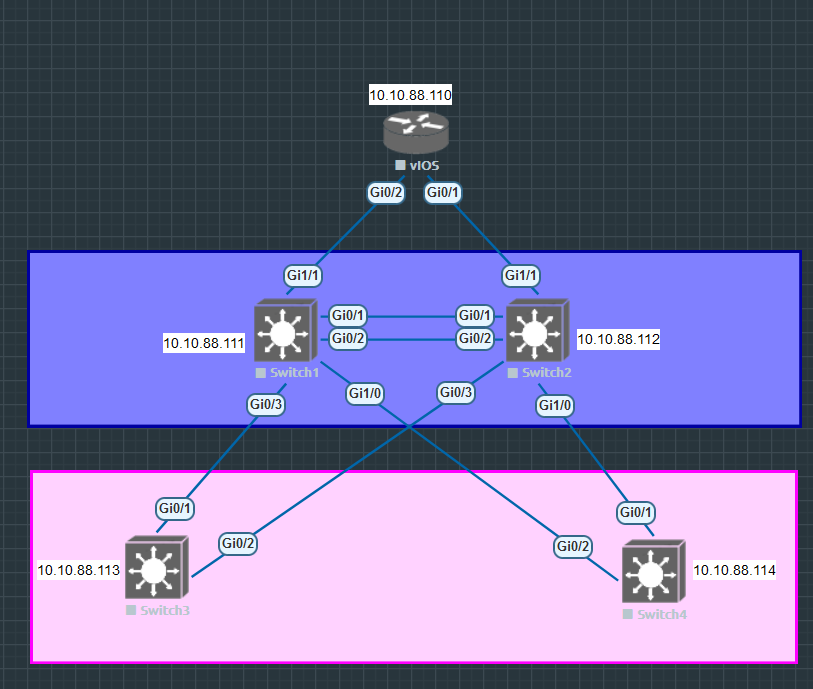 10.10.88.110
vIOS
Gi0/2
Gi0/1
Gi1/1
Gi1/1
Gi0/1
Gi0/1
Gi0/2
Gi0/2
10.10.88.111
10.10.88.112
Switch1
Switch2
Gi0/3
Gi1/0
Gi0/3
Gi1/0
Gi0/1
Gi0/1
Gi0/2
Gi0/2
10.10.88.113
10.10.88.114
Switch3
Switch4